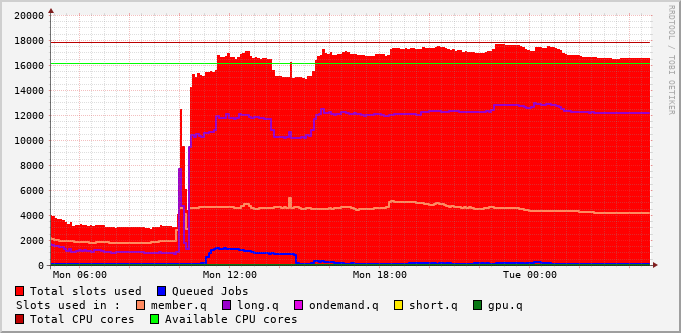 20000
18000
16000
14000
12000
10000
8000
6000
4000
2000
0
Mon 06:00 Mon 12:00 Mon 18:00 Tue 00:00
RRDTOOL / TOBI OETIKER
Total slots used Queued Jobs
Slots used in : member.q long.q ondemand.q short.q gpu.q
Total CPU cores Available CPU cores